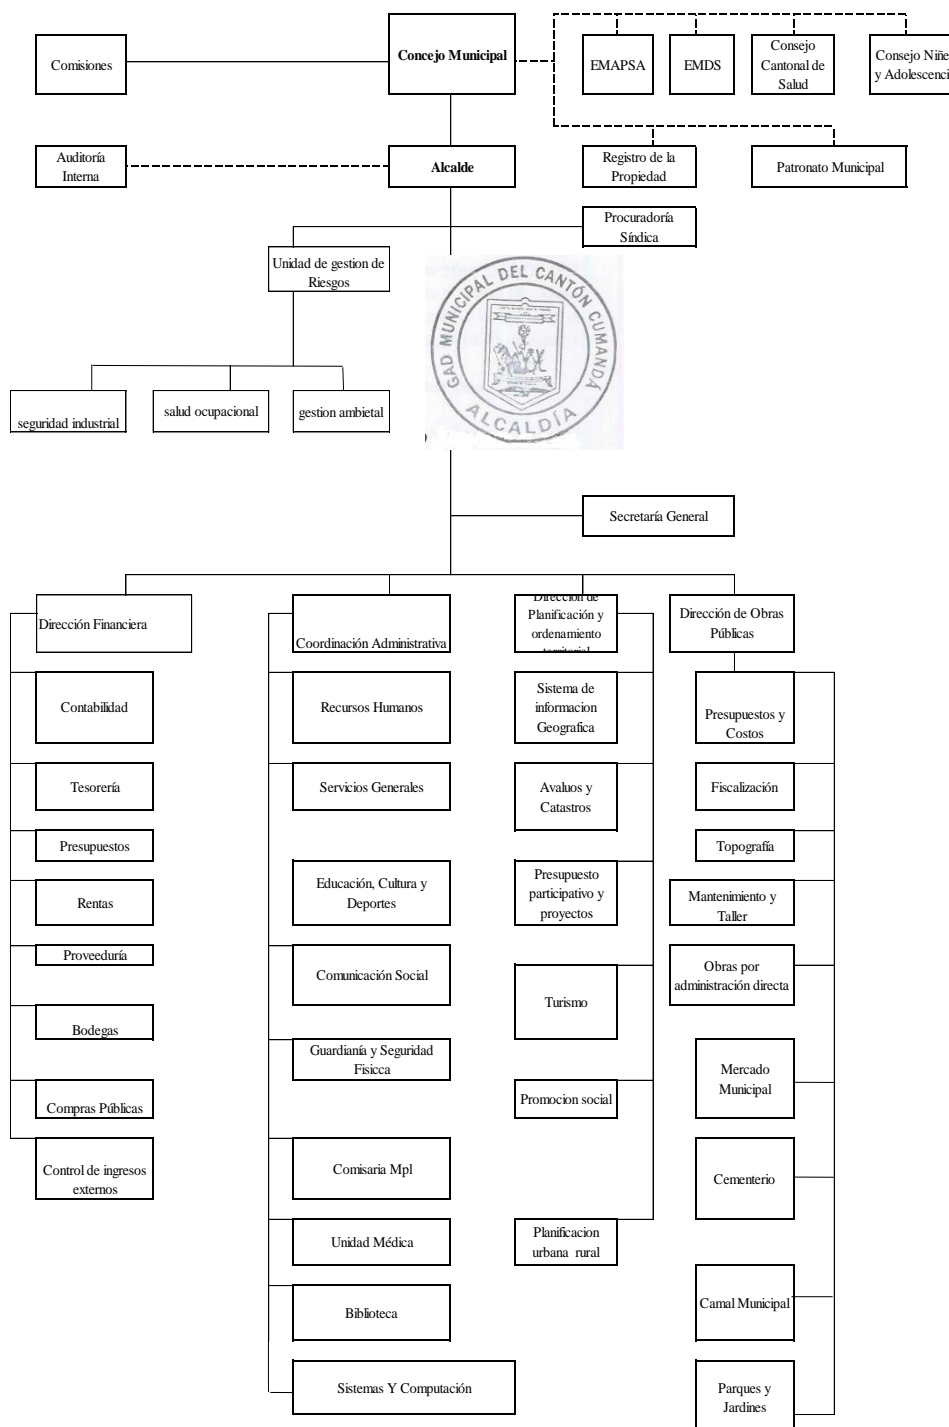 Comisiones
Concejo Municipal
EMAPSA
EMDS
Consejo
Cantonal de
Salud
Consejo Niñe
y Adolescenci
Auditoría
Interna
Alcalde
Registro de la
Propiedad
Patronato Municipal
Procuradoría
Síndica
Unidad de gestion de
Riesgos
GAD MUNICIPAL DEL CANTÓN CUMANDÁ
ALCALDÍA
seguridad industrial
salud ocupacional
gestion ambietal
Secretaría General
Dirección Financiera
Coordinación Administrativa
Dirección de
Planificación y
ordenamiento
territorial
Dirección de Obras
Públicas
Contabilidad
Recursos Humanos
Sistema de
informacion
Geografica
Presupuestos y
Costos
Tesorería
Servicios Generales
Avaluos y
Catastros
Fiscalización
Presupuestos
Topografía
Rentas
Educación, Cultura y
Deportes
Presupuesto
participativo y
proyectos
Mantenimiento y
Taller
Proveeduría
Comunicación Social
Turismo
Obras por
administración directa
Bodegas
Guardianía y Seguridad
Fisicca
Mercado
Municipal
Compras Públicas
Promocion social
Control de ingresos
externos
Comisaria Mpl
Cementerio
Unidad Médica
Planificacion
urbana rural
Biblioteca
Camal Municipal
Sistemas Y Computación
Parques y
Jardines